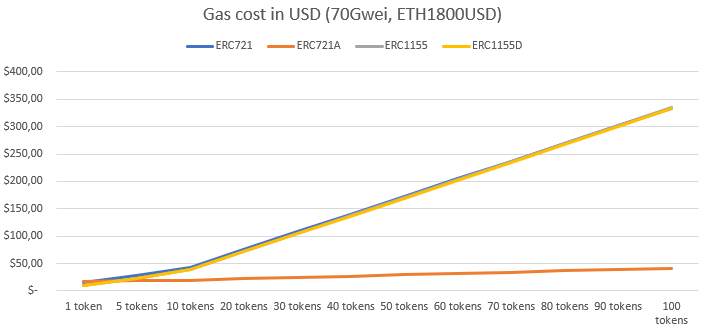 Gas cost in USD (70Gwei, ETH1800USD)
ERC721 ERC721A ERC1155 ERC1155D
$400,00
$350,00
$300,00
$250,00
$200,00
$150,00
$100,00
$50,00
$-
1 token 5 tokens 10 tokens 20 tokens 30 tokens 40 tokens 50 tokens 60 tokens 70 tokens 80 tokens 90 tokens 100
tokens